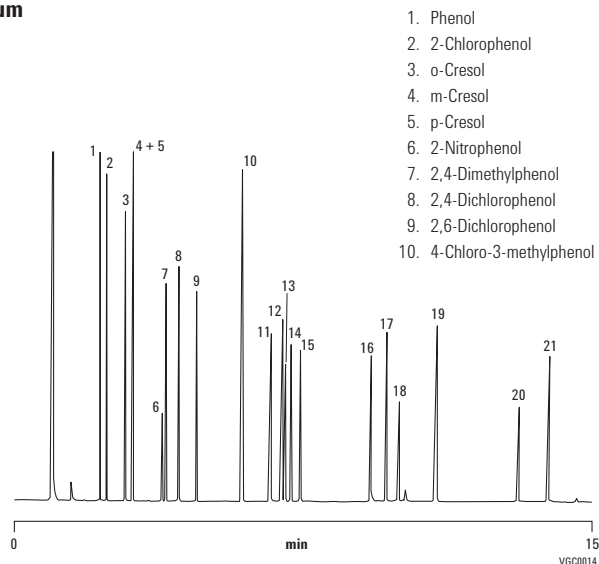 um
1. Phenol
2. 2-Chlorophenol
3. o-Cresol
4. m-Cresol
5. p-Cresol
6. 2-Nitrophenol
7. 2,4-Dimethylphenol
8. 2,4-Dichlorophenol
9. 2,6-Dichlorophenol
10. 4-Chloro-3-methylphenol
1
2
3
4 + 5
6
7
8
9
10
11
12
13
14
15
16
17
18
19
20
21
0
min
15
VGC0014